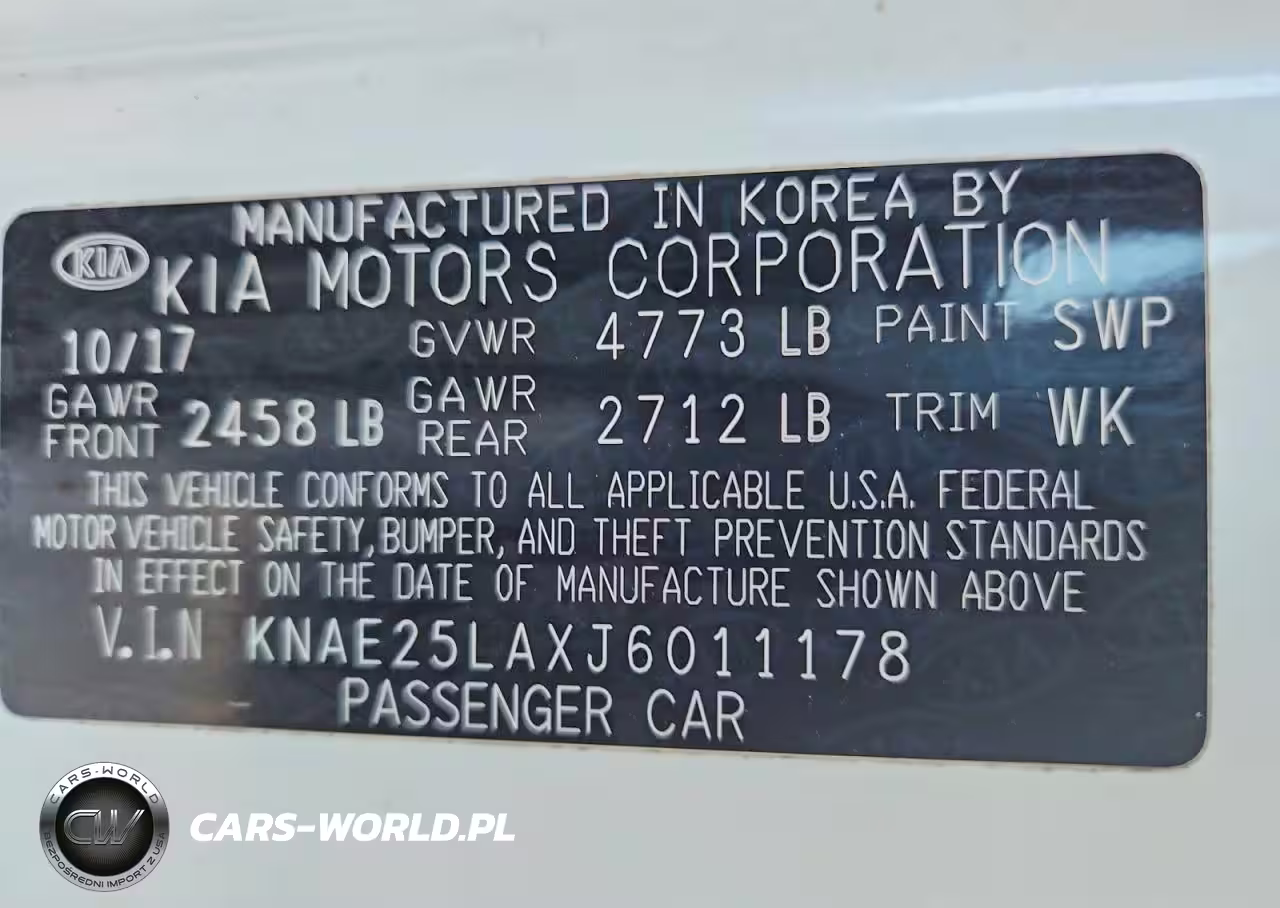 MANUFACTURED IN KOREA BY
KIA KIA MOTORS CORPORATION
10/17 GVWR 4773 LB PAINT SWP
GAWR FRONT 2458 LB GAWR REAR 2712 LB TRIM WK
THIS VEHICLE CONFORMS TO ALL APPLICABLE U.S.A. FEDERAL
MOTOR VEHICLE SAFETY, BUMPER, AND THEFT PREVENTION STANDARDS
IN EFFECT ON THE DATE OF MANUFACTURE SHOWN ABOVE
V.I.N KNAE25LAXJ6011178
PASSENGER CAR
CARS-WORLD
CW
BEZPOŚREDNI IMPORT Z USA
CARS-WORLD.PL